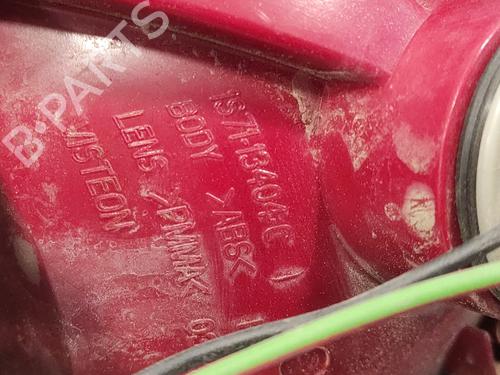 B-PARTS
1S71-13404-C
BODY >ABS<
LENS >PMMA<
VISTEON